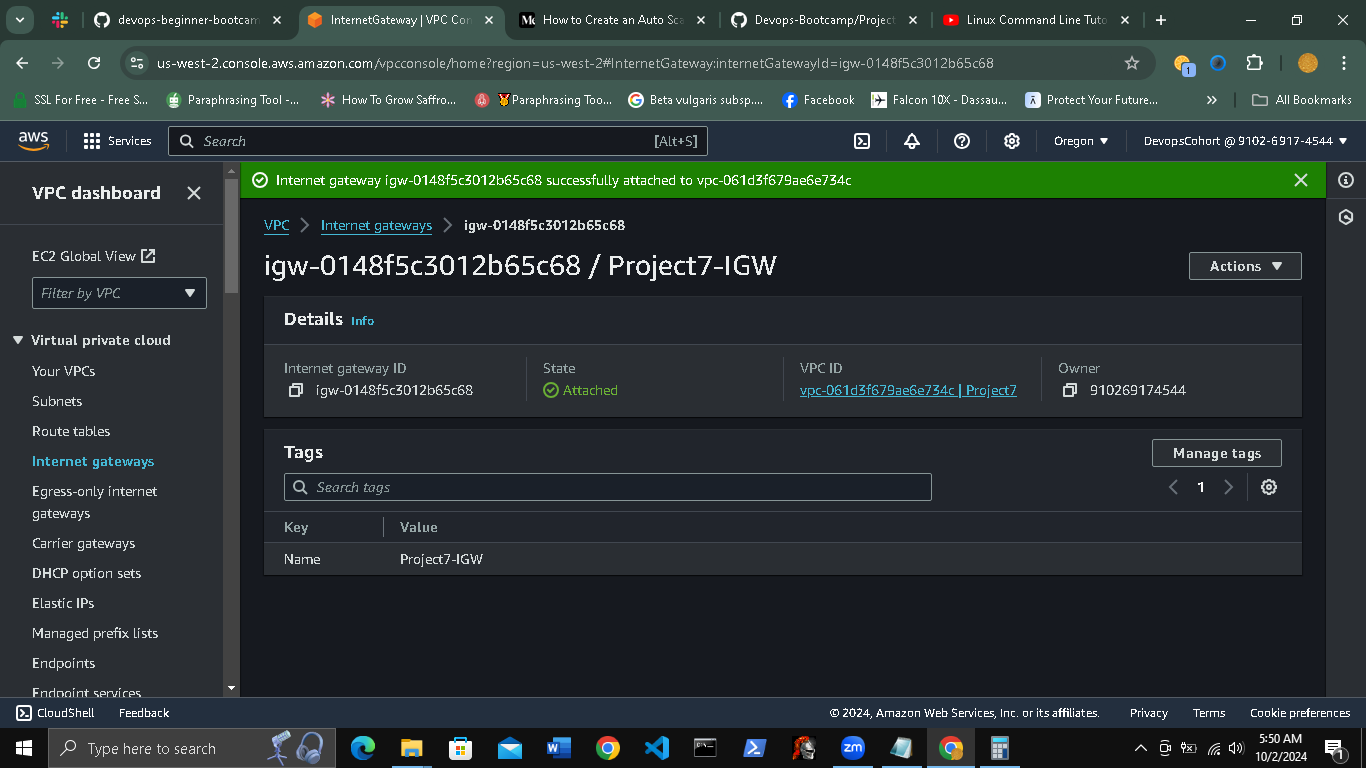 devops-beginner-bootcam
InternetGateway | VPC Con
How to Create an Auto Sca
Devops-Bootcamp/Project
Linux Command Line Tuto
us-west-2.console.aws.amazon.com/vpcconsole/home?region=us-west-2#InternetGateway:internetGatewayId=igw-0148f5c3012b65c68
1
SSL For Free - Free S...
Paraphrasing Tool -...
How To Grow Saffro...
Paraphrasing Too...
Beta vulgaris subsp....
Facebook
Falcon 10X - Dassau...
Protect Your Future...
All Bookmarks
aws
Services
Search
[Alt+S]
Oregon
DevopsCohort @ 9102-6917-4544
VPC dashboard
EC2 Global View
Filter by VPC
Virtual private cloud
Your VPCs
Subnets
Route tables
Internet gateways
Egress-only internet
gateways
Carrier gateways
DHCP option sets
Elastic IPs
Managed prefix lists
Endpoints
Endpoint services
Internet gateway igw-0148f5c3012b65c68 successfully attached to vpc-061d3f679ae6e734c
VPC
Internet gateways
igw-0148f5c3012b65c68
igw-0148f5c3012b65c68 / Project7-IGW
Actions
Details Info
Internet gateway ID
igw-0148f5c3012b65c68
State
Attached
VPC ID
vpc-061d3f679ae6e734c | Project7
Owner
910269174544
Tags
Manage tags
Search tags
1
Key
Value
Name
Project7-IGW
CloudShell
Feedback
© 2024, Amazon Web Services, Inc. or its affiliates.
Privacy
Terms
Cookie preferences
Type here to search
zm
5:50 AM
10/2/2024
1